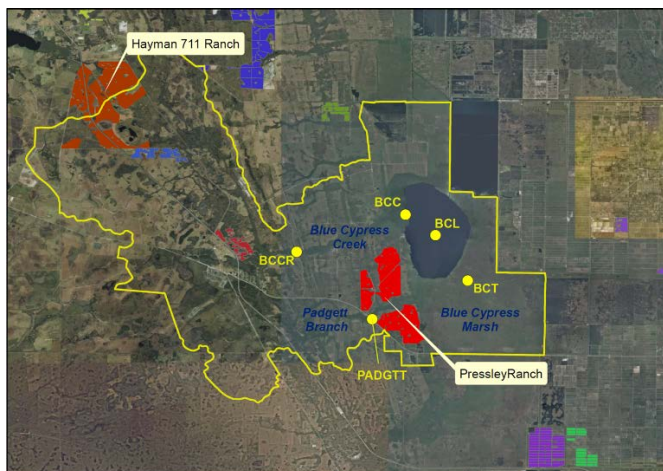 Hayman 711 Ranch
BCC
BCL
Blue Cypress
Creek
BCCR
BCT
Padgett
Branch
Blue Cypress
Marsh
PADGTT
PressleyRanch